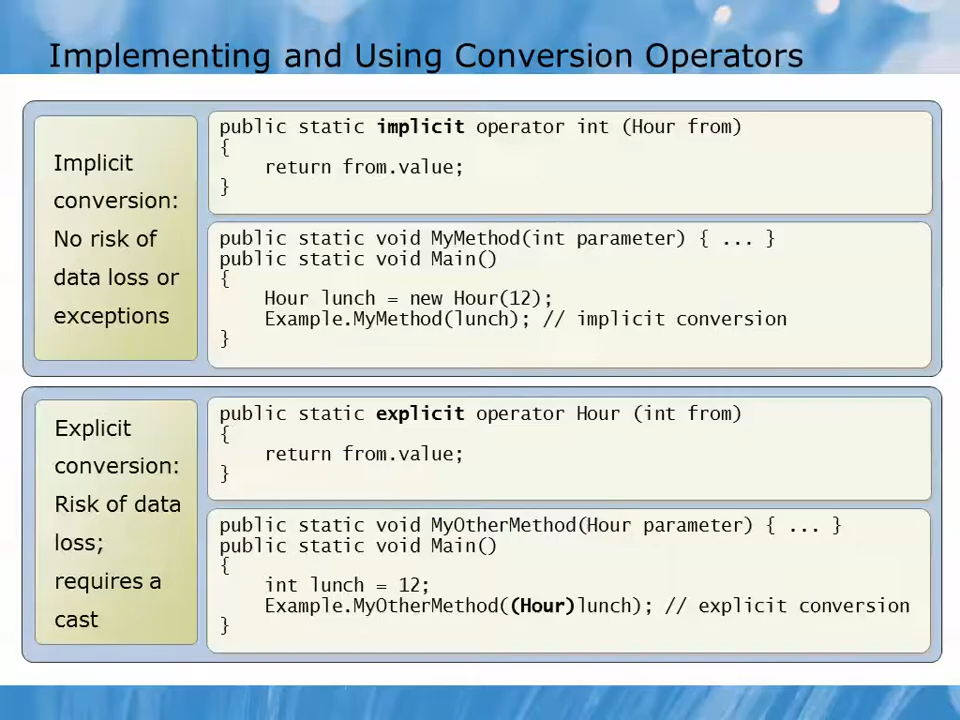 Implementing and Using Conversion Operators
Implicit
conversion:
No risk of
data loss or
exceptions
public static implicit operator int (Hour from)
{
    return from.value;
}
public static void MyMethod(int parameter) { ... }
public static void Main()
{
    Hour lunch = new Hour(12);
    Example.MyMethod(lunch); // implicit conversion
}
Explicit
conversion:
Risk of data
loss;
requires a
cast
public static explicit operator Hour (int from)
{
    return from.value;
}
public static void MyOtherMethod(Hour parameter) { ... }
public static void Main()
{
    int lunch = 12;
    Example.MyOtherMethod((Hour)lunch); // explicit conversion
}